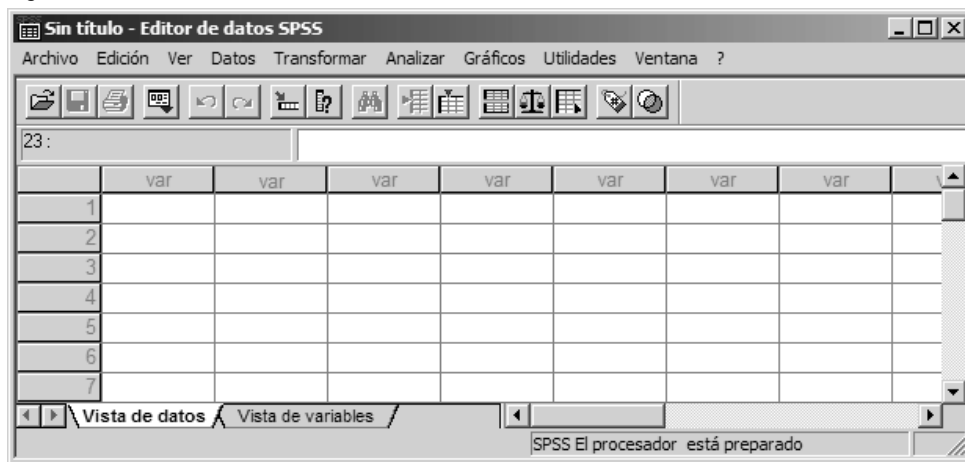 Sin título - Editor de datos SPSS
Archivo Edición Ver Datos Transformar Analizar Gráficos Utilidades Ventana ?
23 :
var var var var var var var
1
2
3
4
5
6
7
Vista de datos Vista de variables
SPSS El procesador está preparado